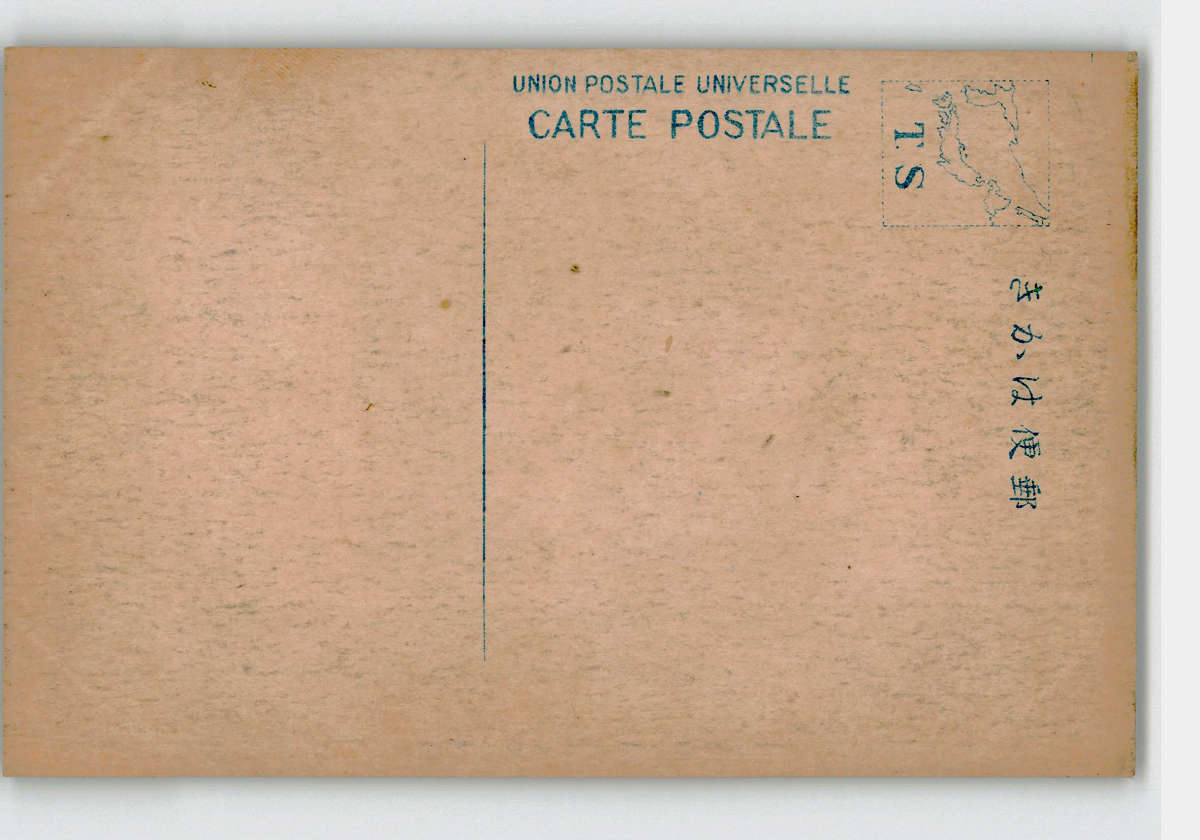 UNION POSTALE UNIVERSELLE
CARTE POSTALE
T.S
きかは便郵